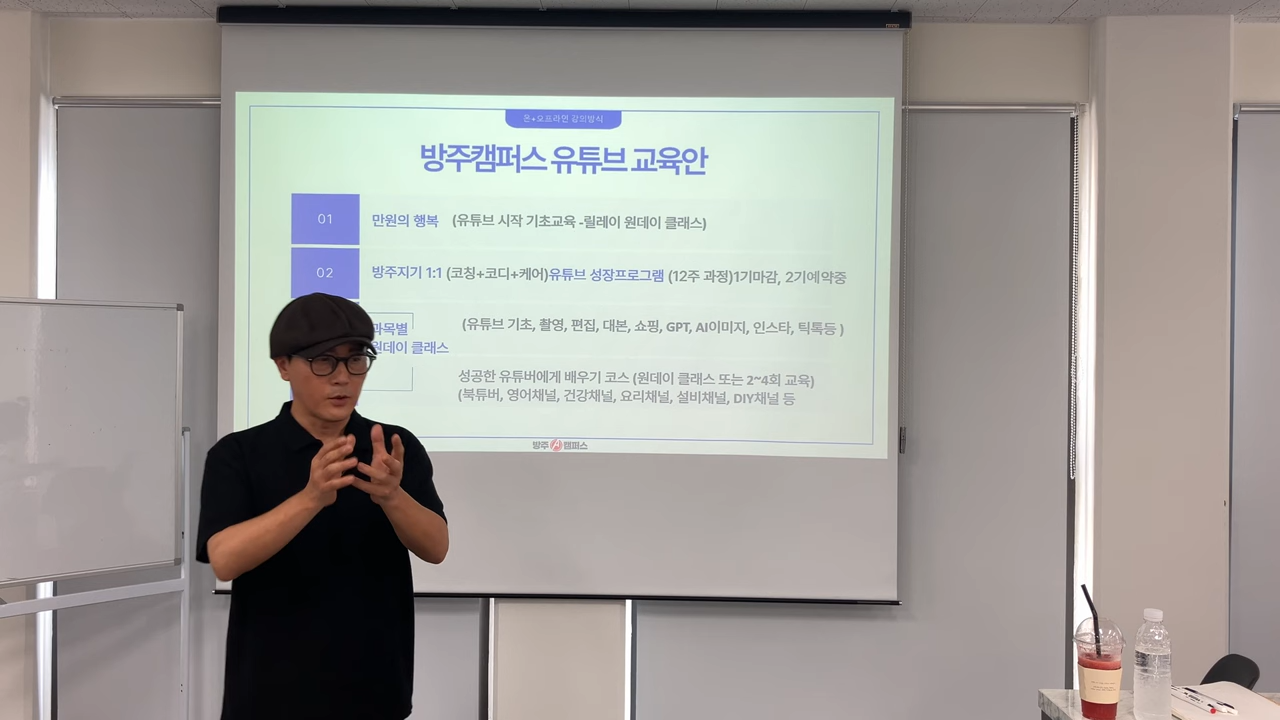 온+오프라인 강의방식
방주캠퍼스 유튜브 교육안
01
만원의 행복 (유튜브 시작 기초교육 -릴레이 원데이 클래스)
02
방주지기 1:1 (코칭+코디+케어)유튜브 성장프로그램 (12주 과정)1기마감, 2기예약중
과목별
원데이 클래스
(유튜브 기초, 촬영, 편집, 대본, 쇼핑, GPT, AI이미지, 인스타, 틱톡등 )
성공한 유튜버에게 배우기 코스 (원데이 클래스 또는 2~4회 교육)
(북튜버, 영어채널, 건강채널, 요리채널, 설비채널, DIY채널 등
방주 A 캠퍼스